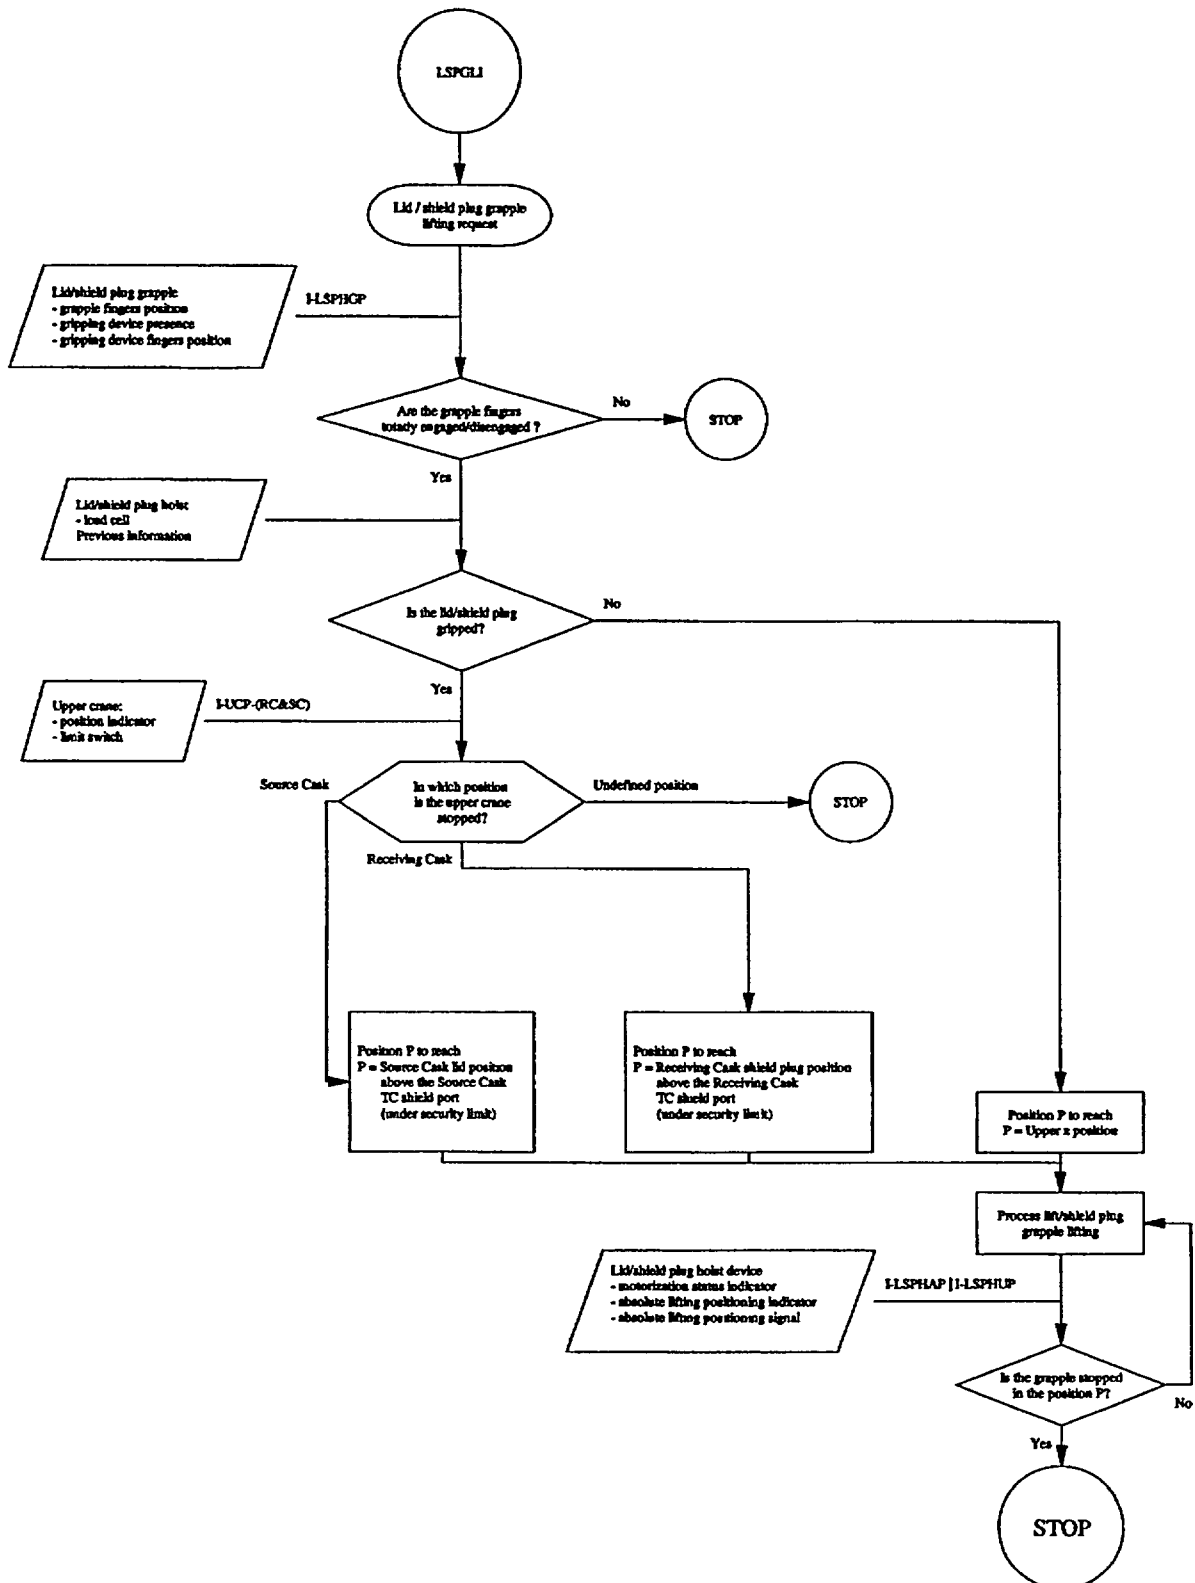 LSPGLI
Lid / shield plug grapple
lifting request
Lid/shield plug grapple
- grapple fingers position
- gripping device presence
- gripping device fingers position
I-LSPHGP
Are the grapple fingers
totally engaged/disengaged ?
No
STOP
Yes
Lid/shield plug hoist
- load cell
Previous information
Is the lid/shield plug
gripped?
No
Yes
Upper crane:
- position indicator
- limit switch
I-UCP-(RC&SC)
Source Cask
In which position
is the upper crane
stopped?
Undefined position
STOP
Receiving Cask
Position P to reach
P = Source Cask lid position
above the Source Cask
TC shield port
(under security limit)
Position P to reach
P = Receiving Cask shield plug position
above the Receiving Cask
TC shield port
(under security limit)
Position P to reach
P = Upper z position
Process lift/shield plug
grapple lifting
Lid/shield plug hoist device
- motorization status indicator
- absolute lifting positioning indicator
- absolute lifting positioning signal
I-LSPHAP | I-LSPHUP
Is the grapple stopped
in the position P?
No
Yes
STOP